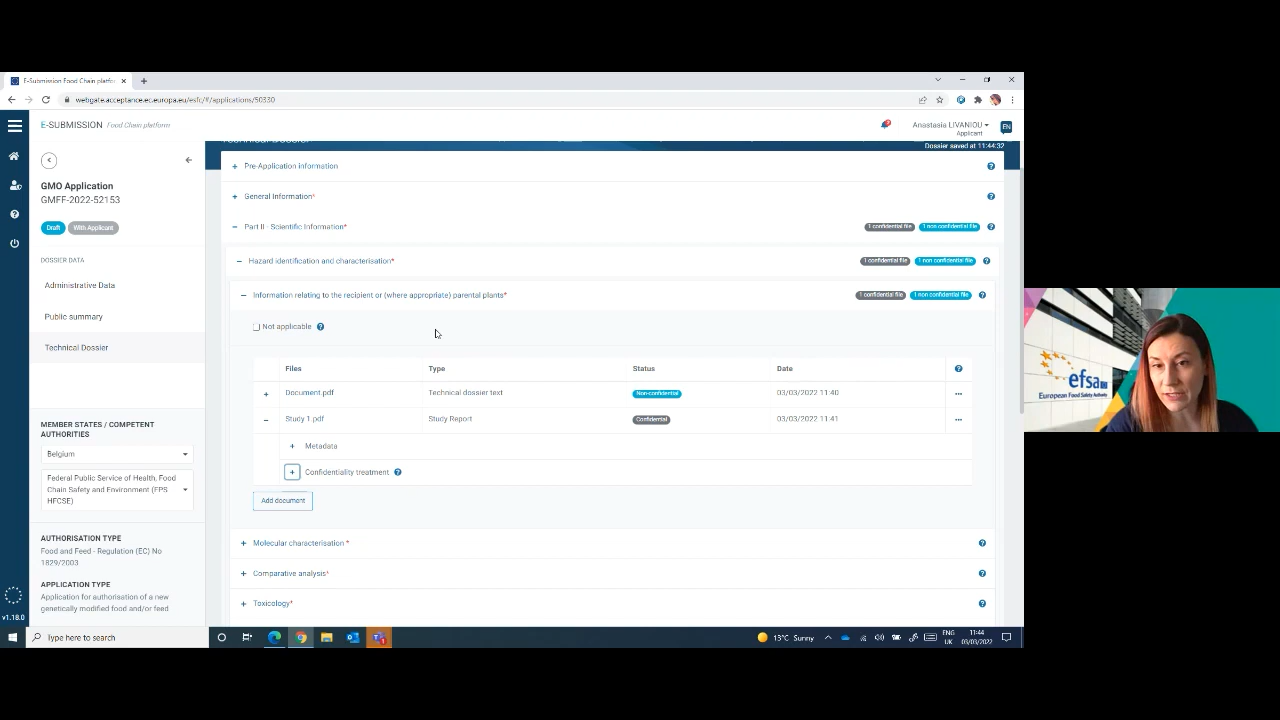 E-Submission Food Chain platfo
webgate.acceptance.ec.europa.eu/esfc/#/applications/50330
E-SUBMISSION Food Chain platform
Anastasia LIVANIOU
Applicant
EN
Dossier saved at 11:44:32
GMO Application
GMFF-2022-52153
Draft With Applicant
DOSSIER DATA
Administrative Data
Public summary
Technical Dossier
MEMBER STATES / COMPETENT
AUTHORITIES
Belgium
Federal Public Service of Health, Food
Chain Safety and Environment (FPS
HFCSE)
AUTHORISATION TYPE
Food and Feed - Regulation (EC) No
1829/2003
APPLICATION TYPE
Application for authorisation of a new
genetically modified food and/or feed
v1.18.0
+ Pre-Application information
+ General Information*
− Part II - Scientific Information* 1 confidential file 1 non confidential file
− Hazard identification and characterisation* 1 confidential file 1 non confidential file
− Information relating to the recipient or (where appropriate) parental plants* 1 confidential file 1 non confidential file
Not applicable
Files Type Status Date
+ Document.pdf Technical dossier text Non-confidential 03/03/2022 11:40 ...
− Study 1.pdf Study Report Confidential 03/03/2022 11:41 ...
+ Metadata
+ Confidentiality treatment
Add document
+ Molecular characterisation *
+ Comparative analysis*
+ Toxicology*
Type here to search
13°C Sunny
ENG
UK
11:44
03/03/2022
efsa
European Food Safety Authority